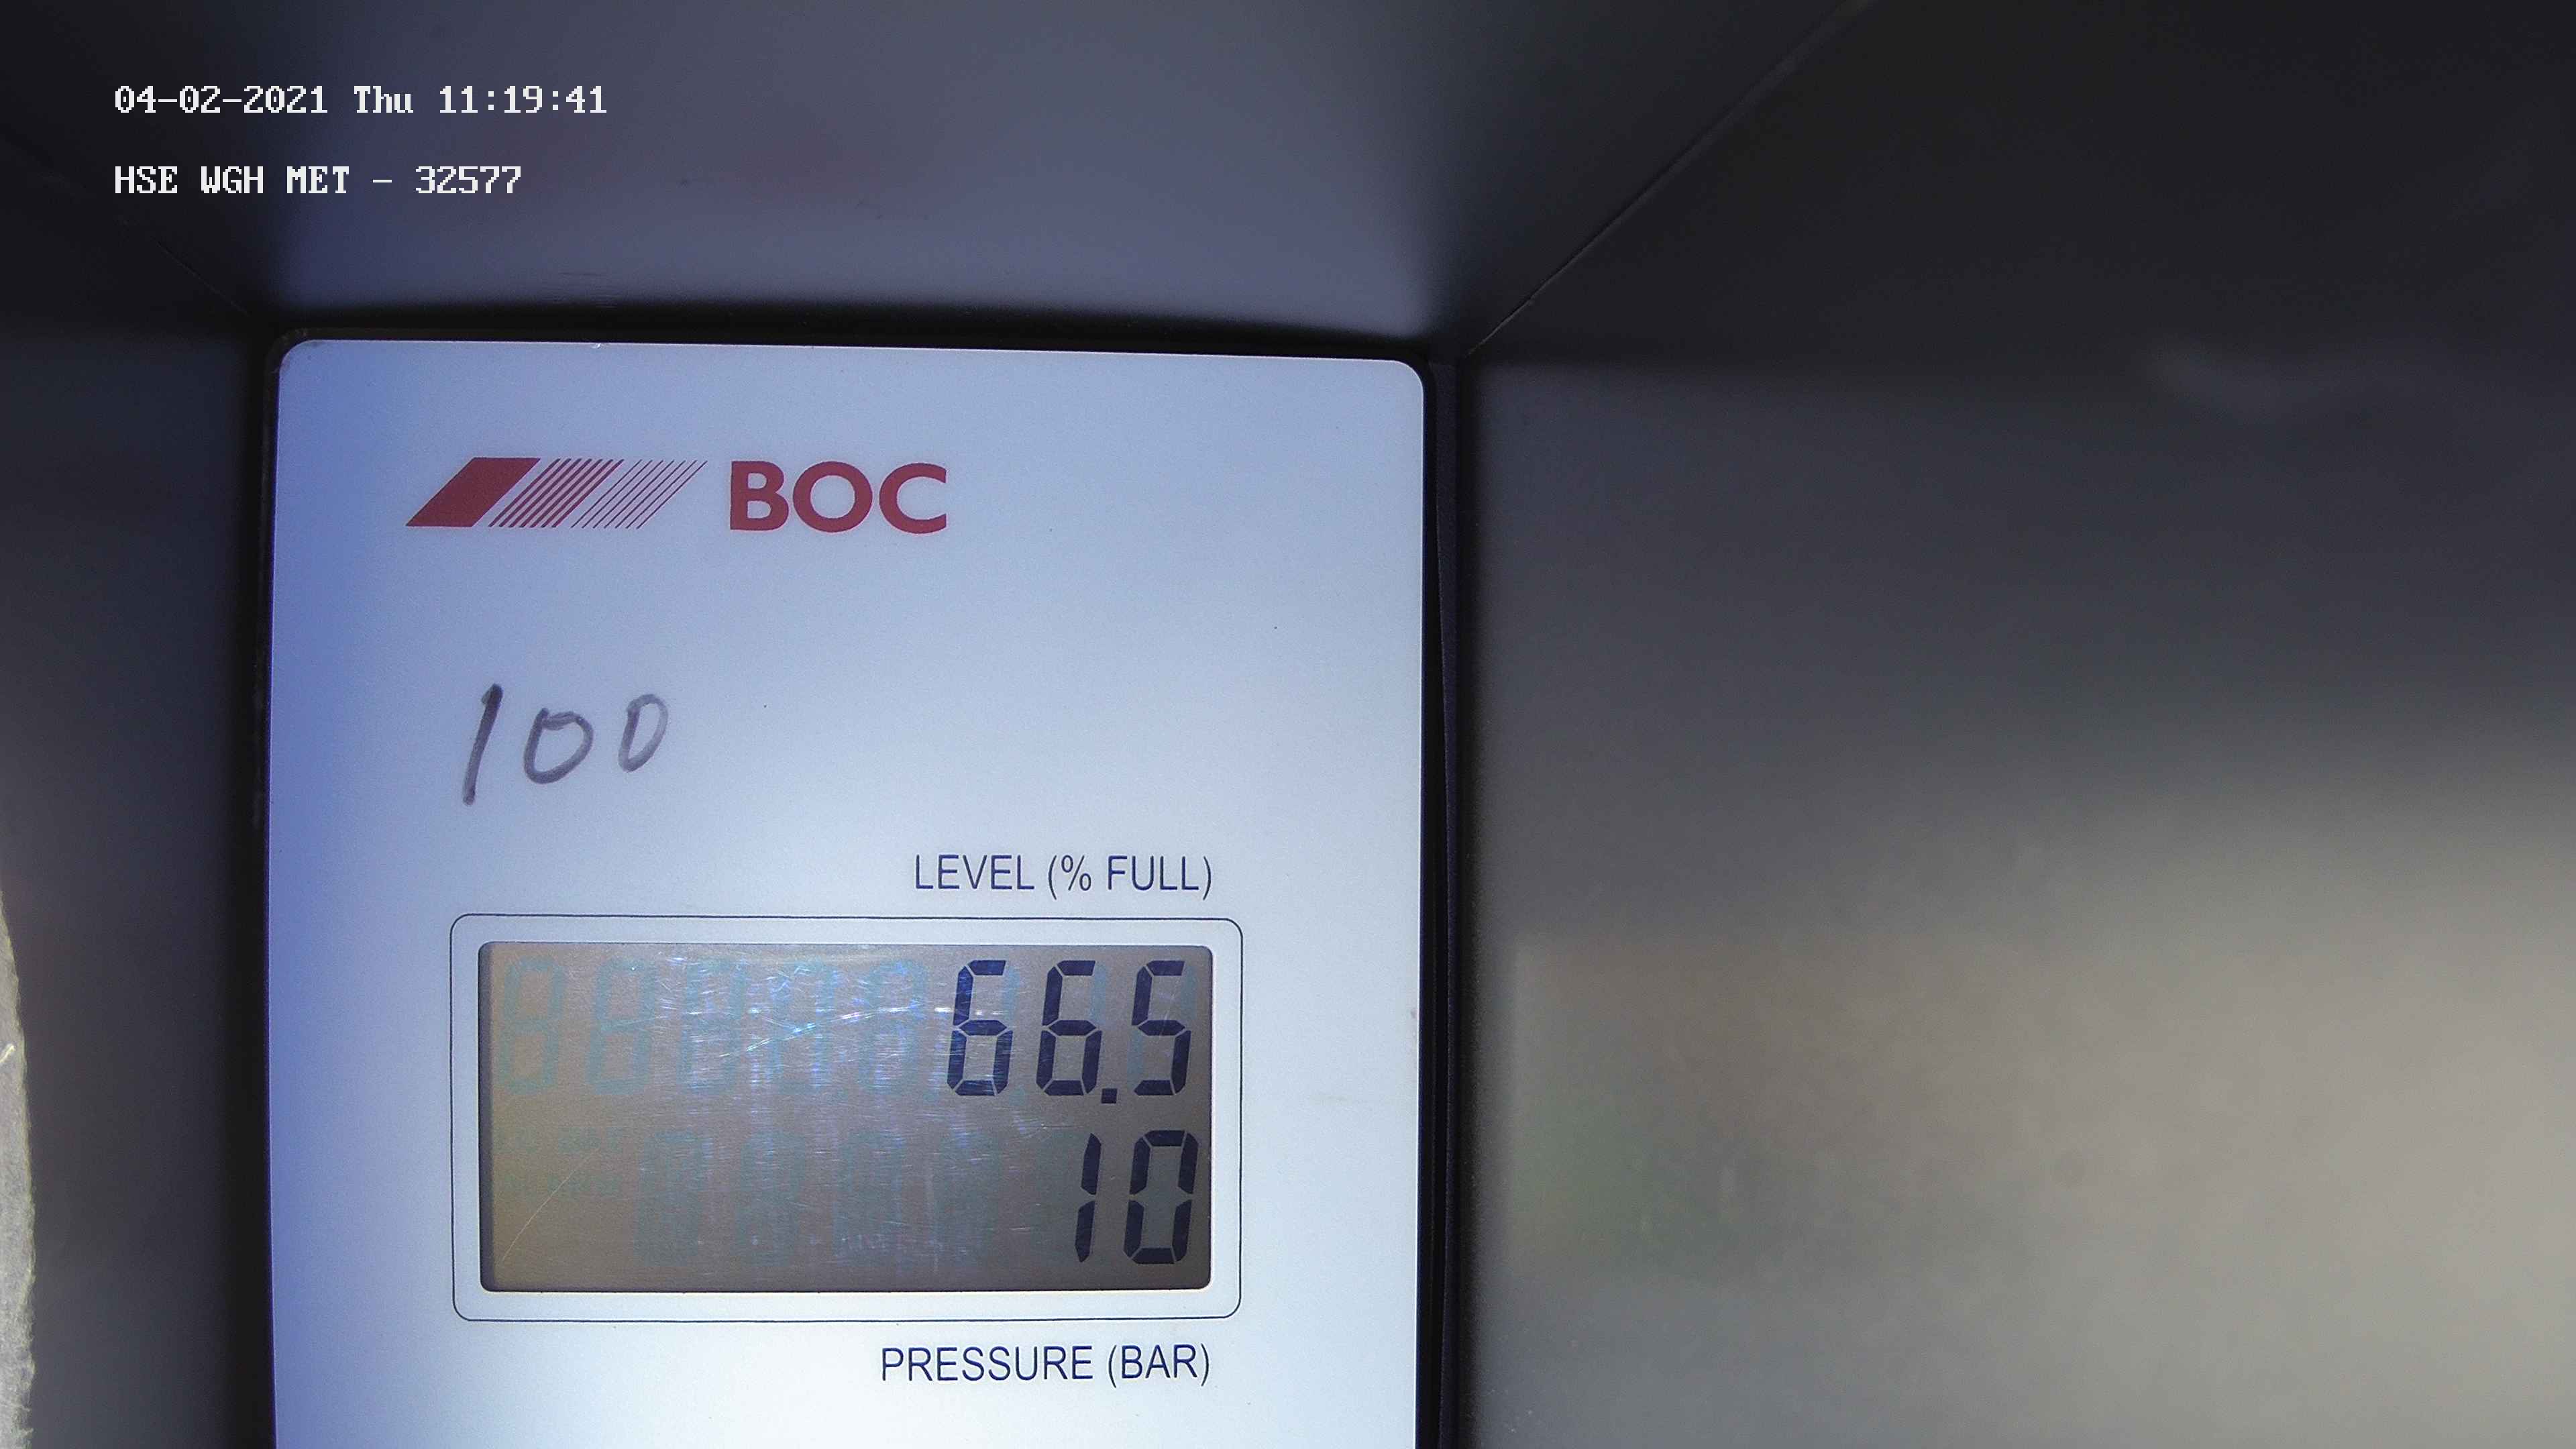 04-02-2021 Thu 11:19:41
HSE WGH MET - 32577
BOC
100
LEVEL (% FULL)
66.5
10
PRESSURE (BAR)